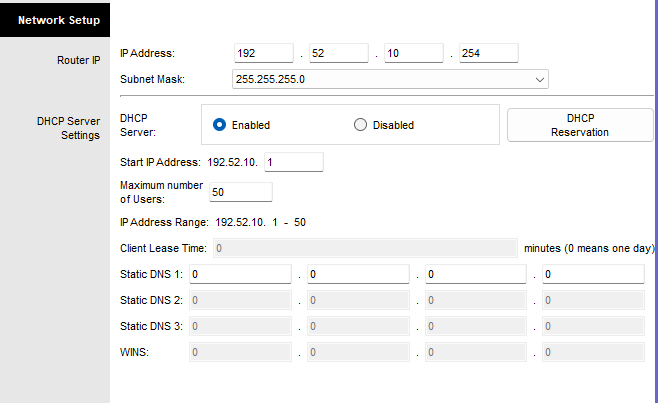 Network Setup
Router IP
IP Address: 192 . 52 . 10 . 254
Subnet Mask: 255.255.255.0
DHCP Server
Settings
DHCP
Server:
Enabled
Disabled
DHCP
Reservation
Start IP Address: 192.52.10. 1
Maximum number
of Users: 50
IP Address Range: 192.52.10. 1 - 50
Client Lease Time: 0 minutes (0 means one day)
Static DNS 1: 0 . 0 . 0 . 0
Static DNS 2: 0 . 0 . 0 . 0
Static DNS 3: 0 . 0 . 0 . 0
WINS: 0 . 0 . 0 . 0